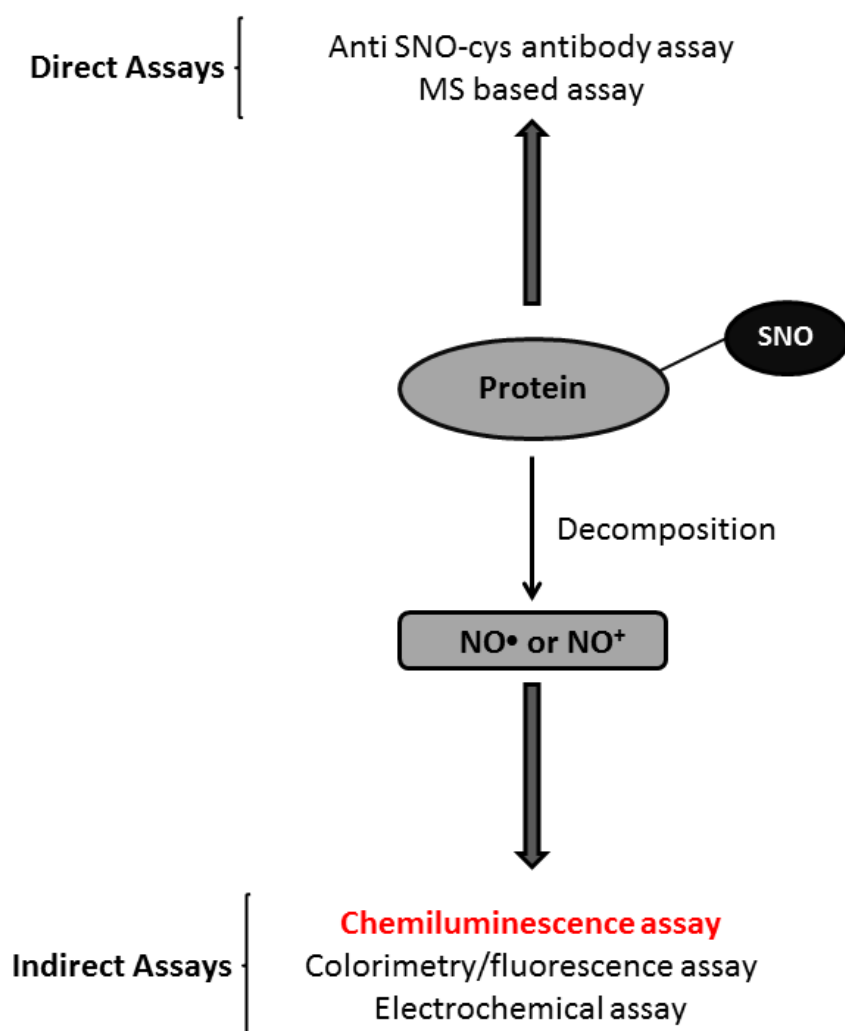 Direct Assays
Anti SNO-cys antibody assay
MS based assay
SNO
Protein
Decomposition
NO• or NO⁺
Indirect Assays
Chemiluminescence assay
Colorimetry/fluorescence assay
Electrochemical assay